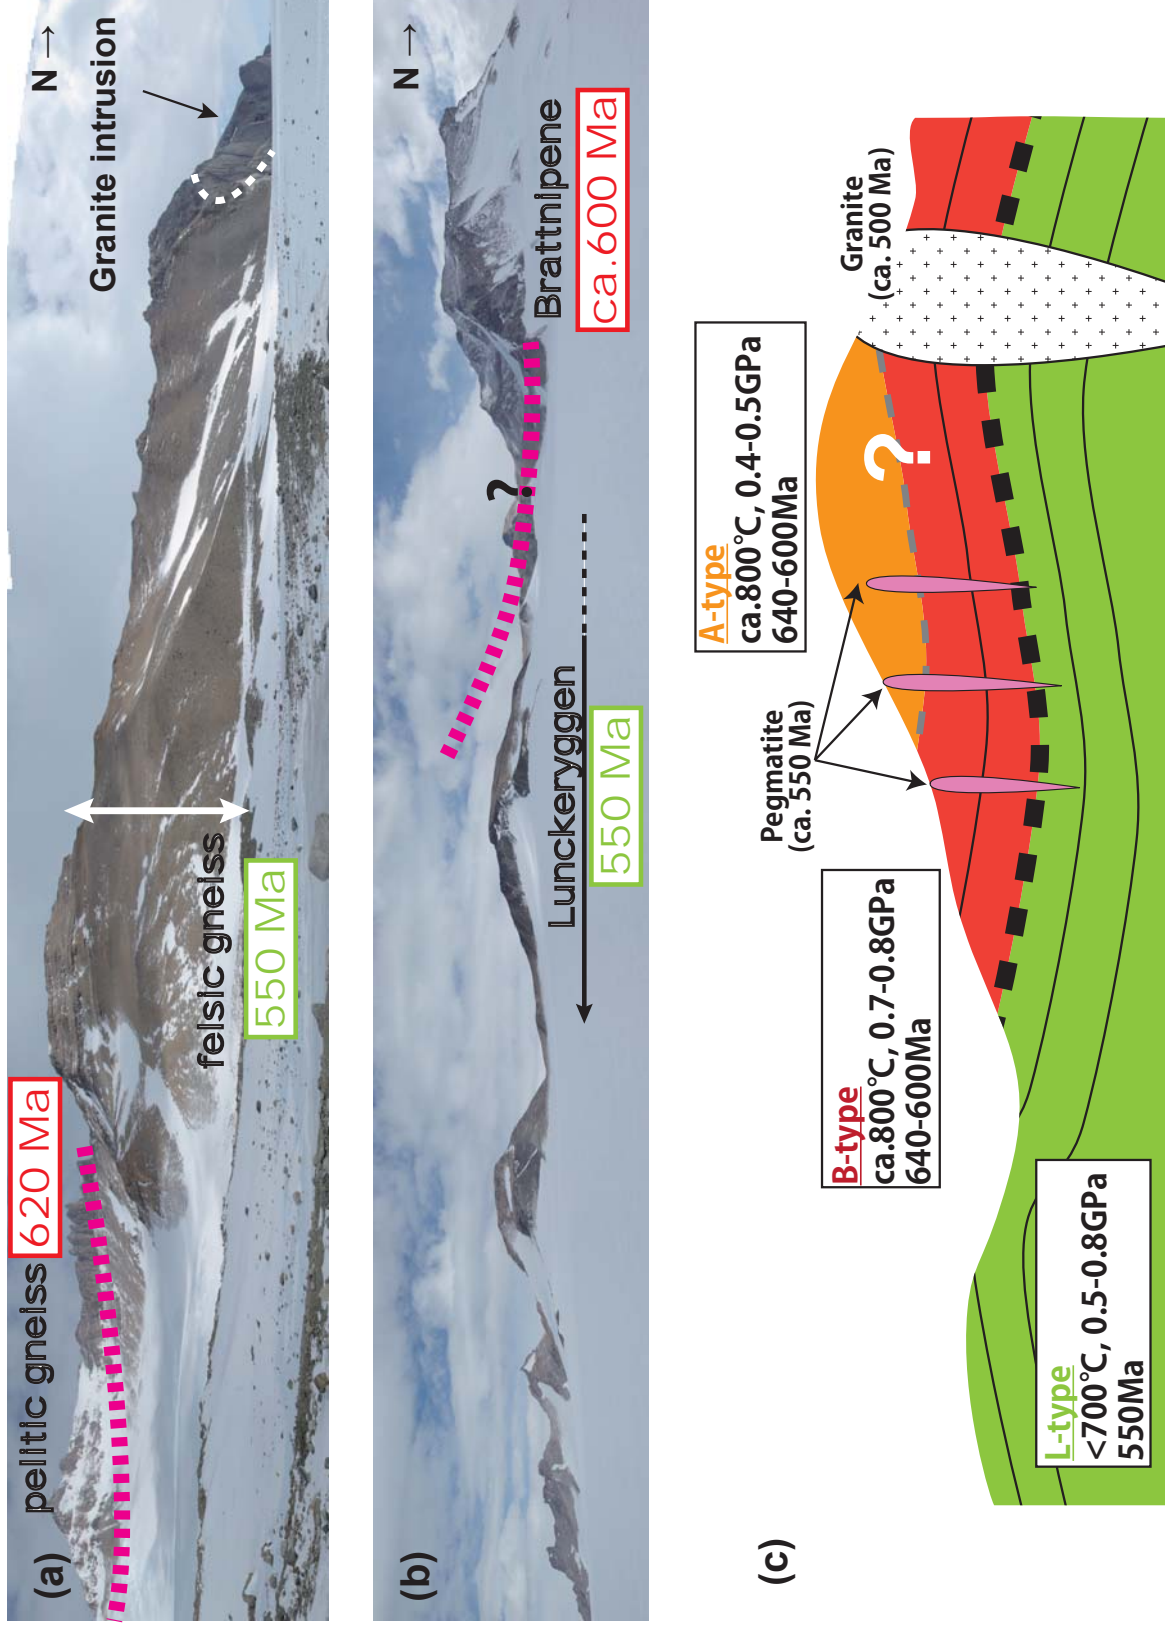 (a)
pelitic gneiss
620 Ma
felsic gneiss
550 Ma
Granite intrusion
N →
(b)
Lunckeryggen
550 Ma
?
Brattnipene
ca.600 Ma
N →
(c)
L-type
<700℃, 0.5-0.8GPa
550Ma
B-type
ca.800℃, 0.7-0.8GPa
640-600Ma
Pegmatite
(ca. 550 Ma)
A-type
ca.800℃, 0.4-0.5GPa
640-600Ma
?
Granite
(ca. 500 Ma)